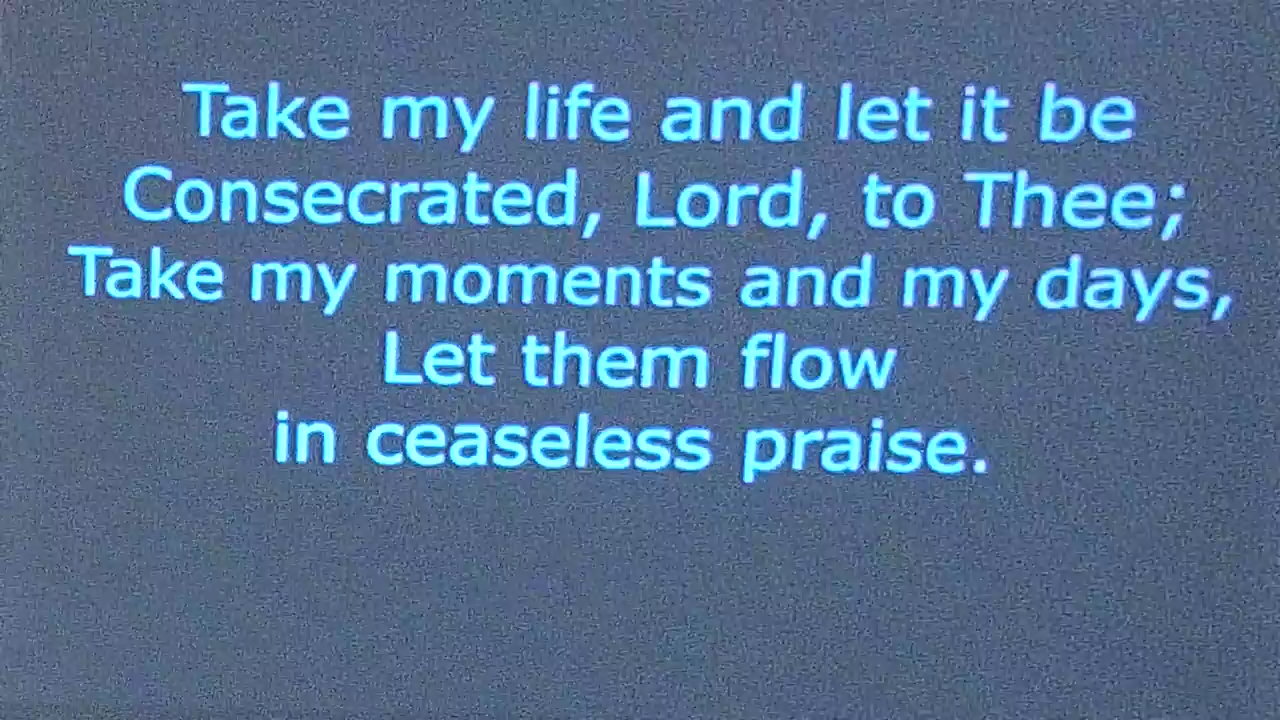 Take my life and let it be
Consecrated, Lord, to Thee;
Take my moments and my days,
Let them flow
in ceaseless praise.